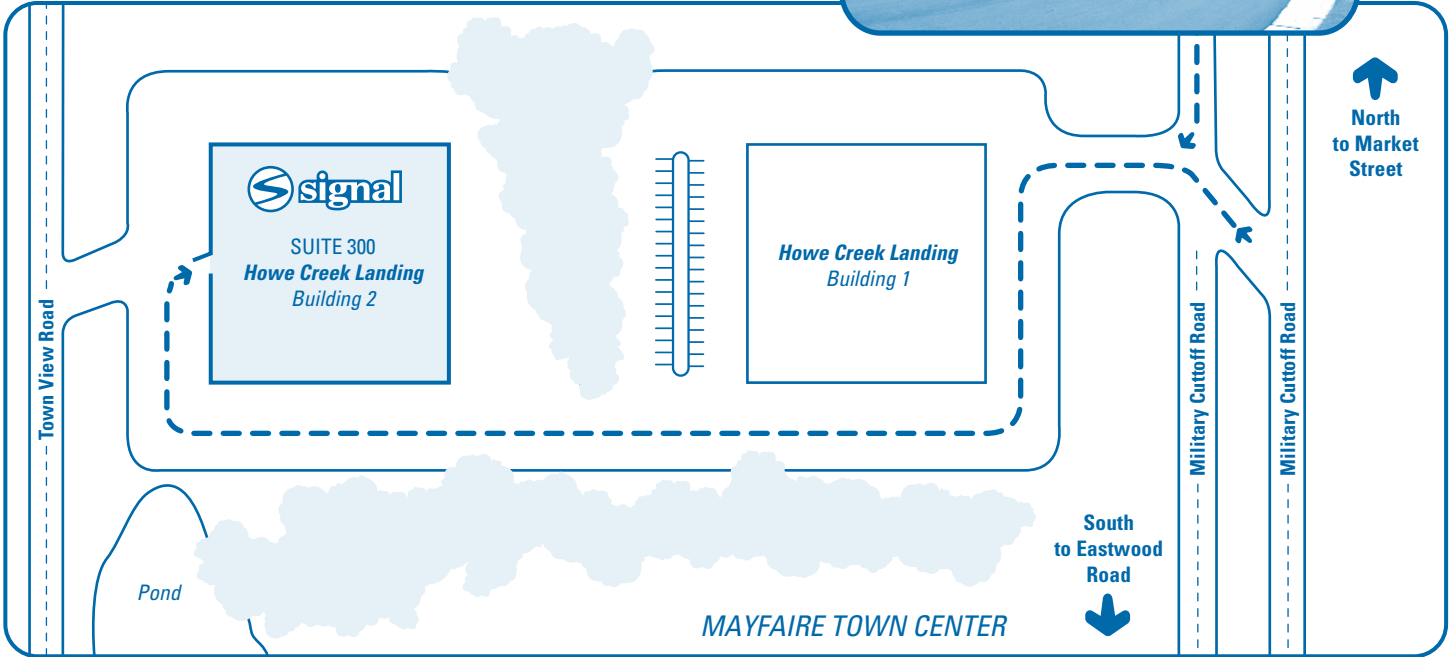 North
to Market
Street
signal
SUITE 300
Howe Creek Landing
Building 2
Howe Creek Landing
Building 1
Town View Road
Military Cuttoff Road
Military Cuttoff Road
South
to Eastwood
Road
Pond
MAYFAIRE TOWN CENTER